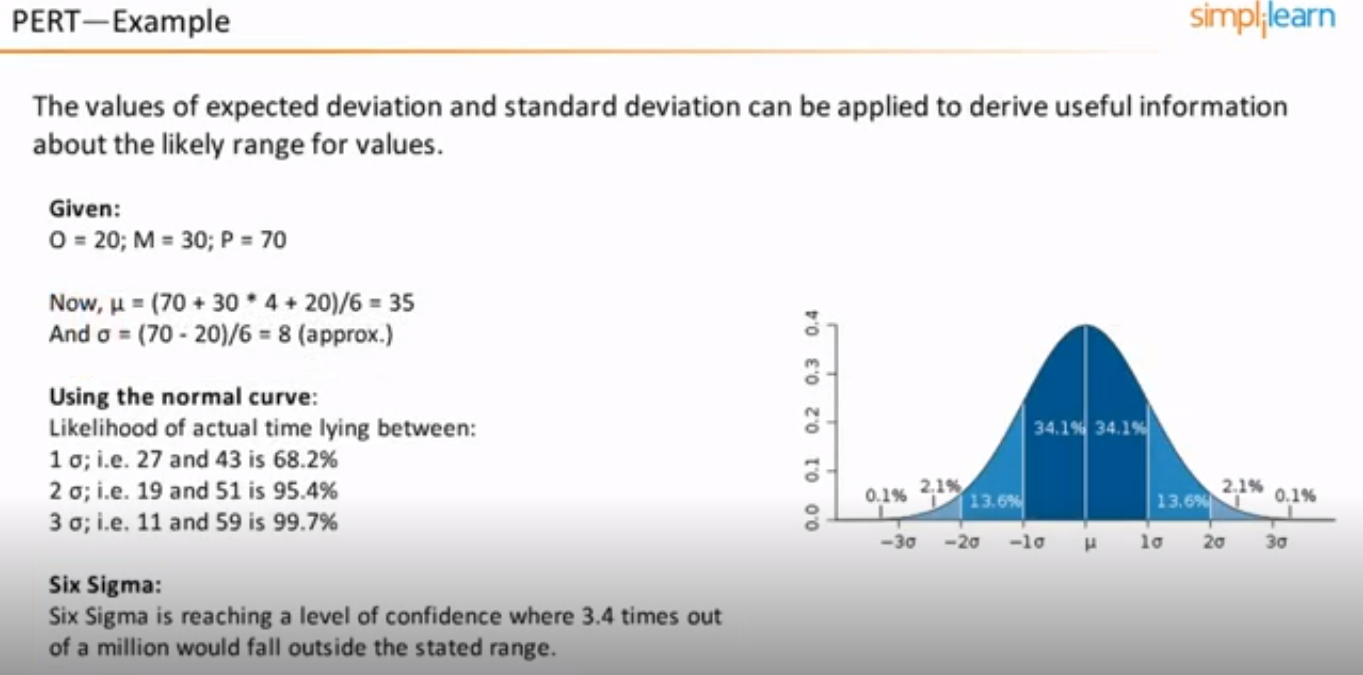 PERT—Example
simplilearn
The values of expected deviation and standard deviation can be applied to derive useful information
about the likely range for values.
Given:
O = 20; M = 30; P = 70
Now, μ = (70 + 30 * 4 + 20)/6 = 35
And σ = (70 - 20)/6 = 8 (approx.)
Using the normal curve:
Likelihood of actual time lying between:
1 σ; i.e. 27 and 43 is 68.2%
2 σ; i.e. 19 and 51 is 95.4%
3 σ; i.e. 11 and 59 is 99.7%
Six Sigma:
Six Sigma is reaching a level of confidence where 3.4 times out
of a million would fall outside the stated range.
0.4
0.3
0.2
0.1
0.0
34.1% 34.1%
0.1% 2.1% 13.6% 13.6% 2.1% 0.1%
−3σ −2σ −1σ μ 1σ 2σ 3σ